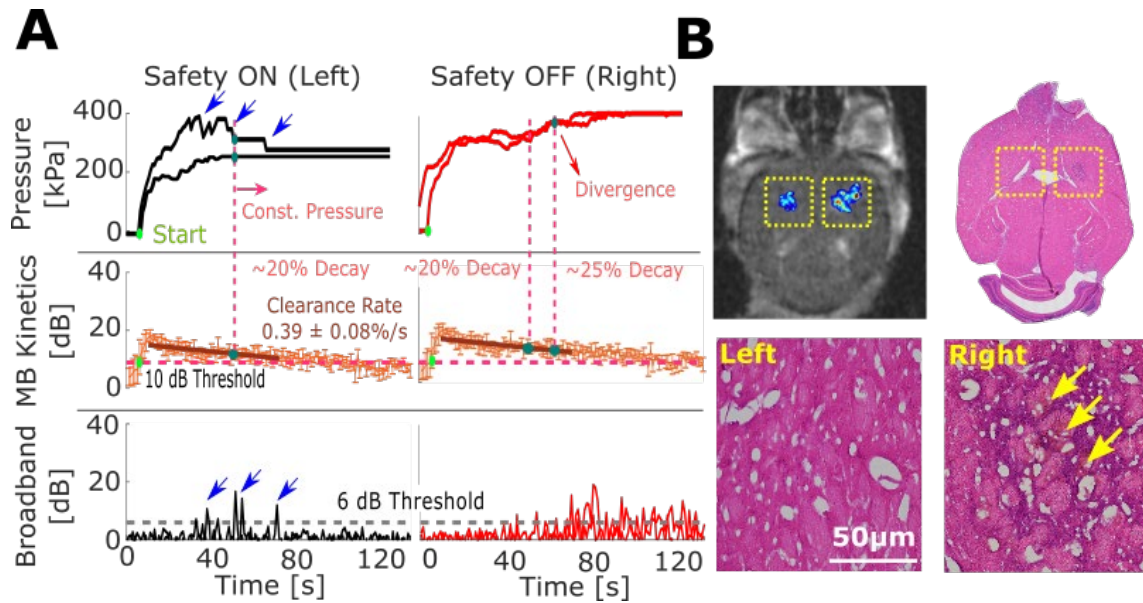 A
B
Safety ON (Left)
Safety OFF (Right)
Pressure
[kPa]
400
200
0
Start
Const. Pressure
Divergence
MB Kinetics
[dB]
40
20
0
~20% Decay
~20% Decay
~25% Decay
Clearance Rate
0.39 ± 0.08%/s
10 dB Threshold
Broadband
[dB]
40
20
0
6 dB Threshold
0
40
80
120
0
40
80
120
Time [s]
Time [s]
Left
50μm
Right